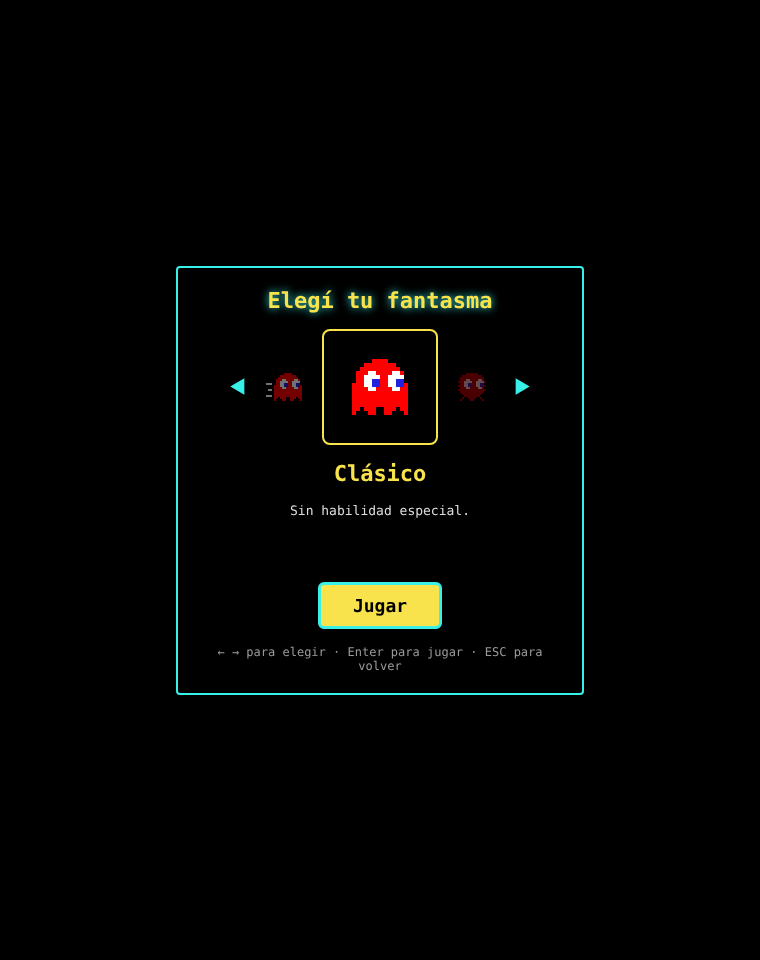 Elegí tu fantasma
Clásico
Sin habilidad especial.
Jugar
← → para elegir · Enter para jugar · ESC para
volver